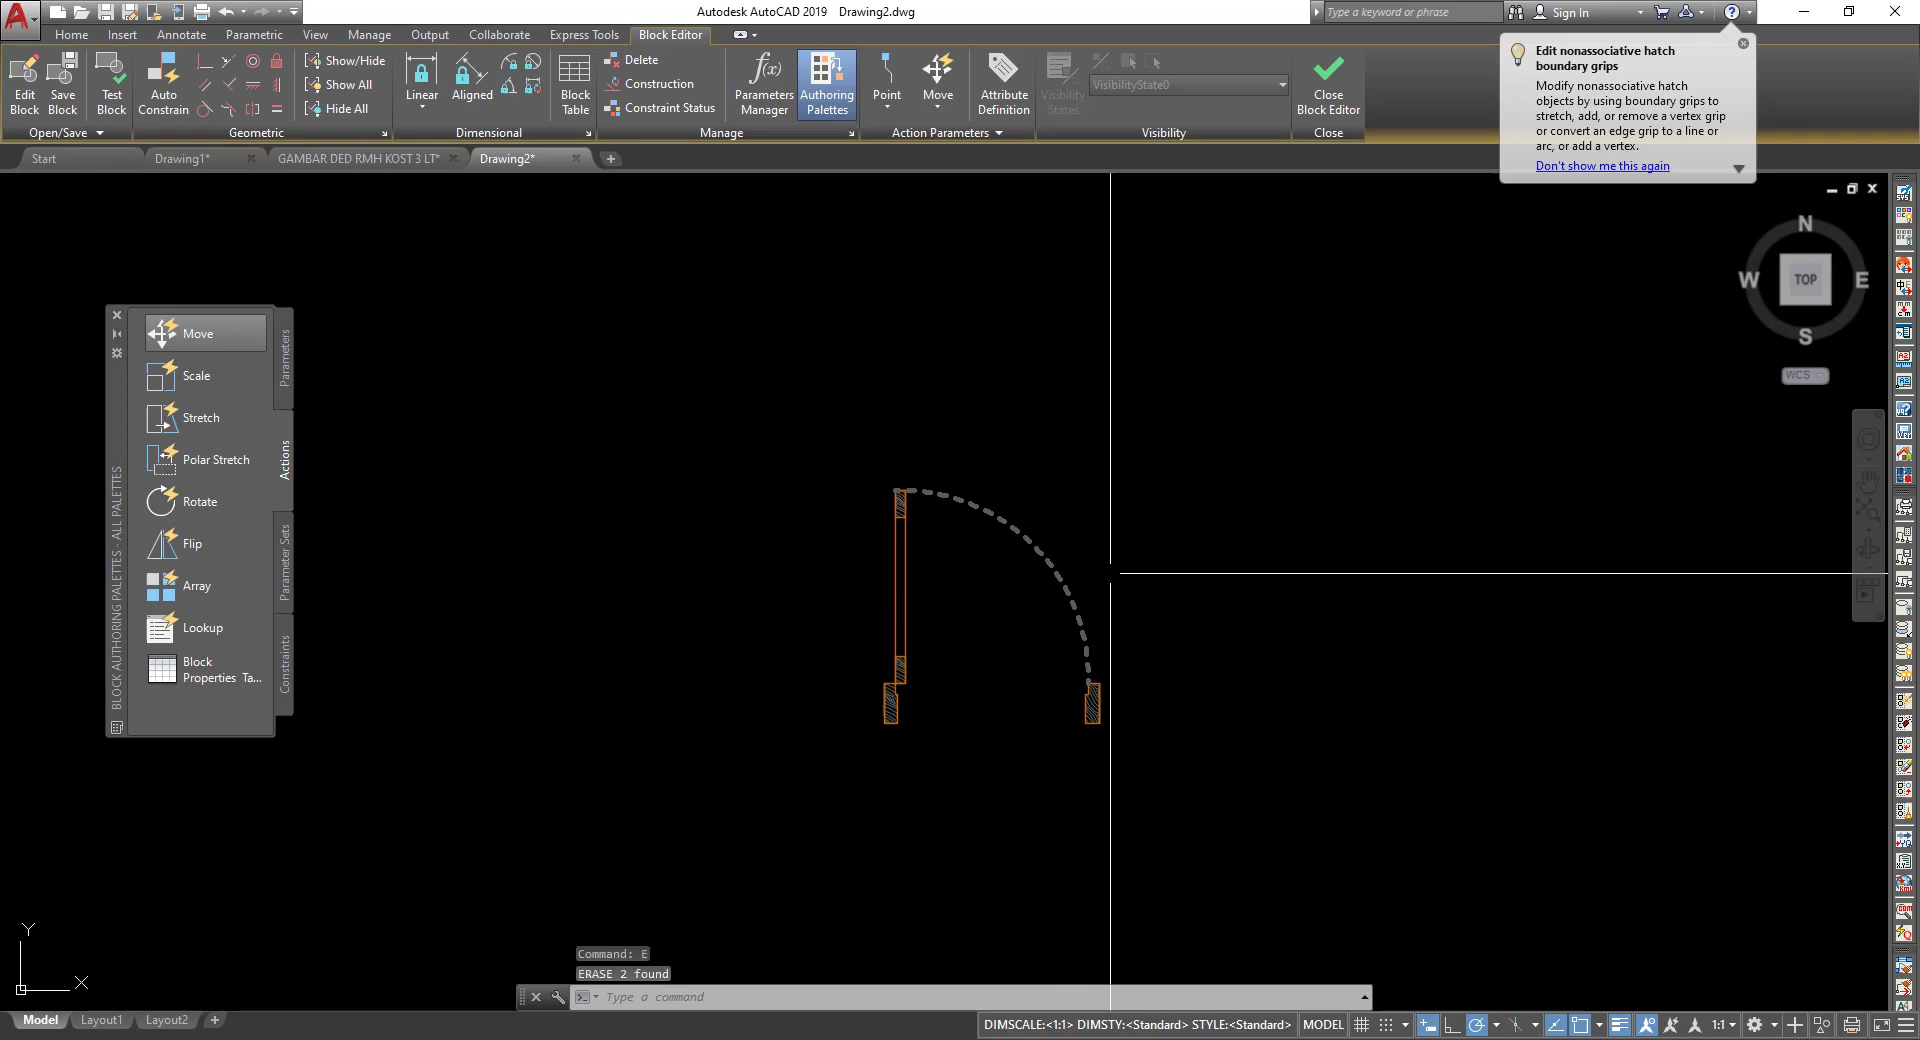 Autodesk AutoCAD 2019 Drawing2.dwg
Type a keyword or phrase
Sign In
Home Insert Annotate Parametric View Manage Output Collaborate Express Tools Block Editor
Edit Block
Save Block
Open/Save
Test Block
Auto Constrain
Show/Hide
Show All
Hide All
Geometric
Linear
Aligned
Dimensional
Block Table
Delete
Construction
Constraint Status
Parameters Manager
Authoring Palettes
Manage
Point
Move
Action Parameters
Attribute Definition
Visibility States
VisibilityState0
Visibility
Close Block Editor
Close
Edit nonassociative hatch
boundary grips
Modify nonassociative hatch
objects by using boundary grips to
stretch, add, or remove a vertex grip
or convert an edge grip to a line or
arc, or add a vertex.
Don't show me this again
Start Drawing1* GAMBAR DED RMH KOST 3 LT* Drawing2*
N
W TOP E
S
WCS
BLOCK AUTHORING PALETTES - ALL PALETTES
Move
Scale
Stretch
Polar Stretch
Rotate
Flip
Array
Lookup
Block
Properties Ta...
Parameters
Actions
Parameter Sets
Constraints
Y
X
Command: E
ERASE 2 found
Type a command
Model Layout1 Layout2
DIMSCALE:<1:1> DIMSTY:<Standard> STYLE:<Standard> MODEL 1:1